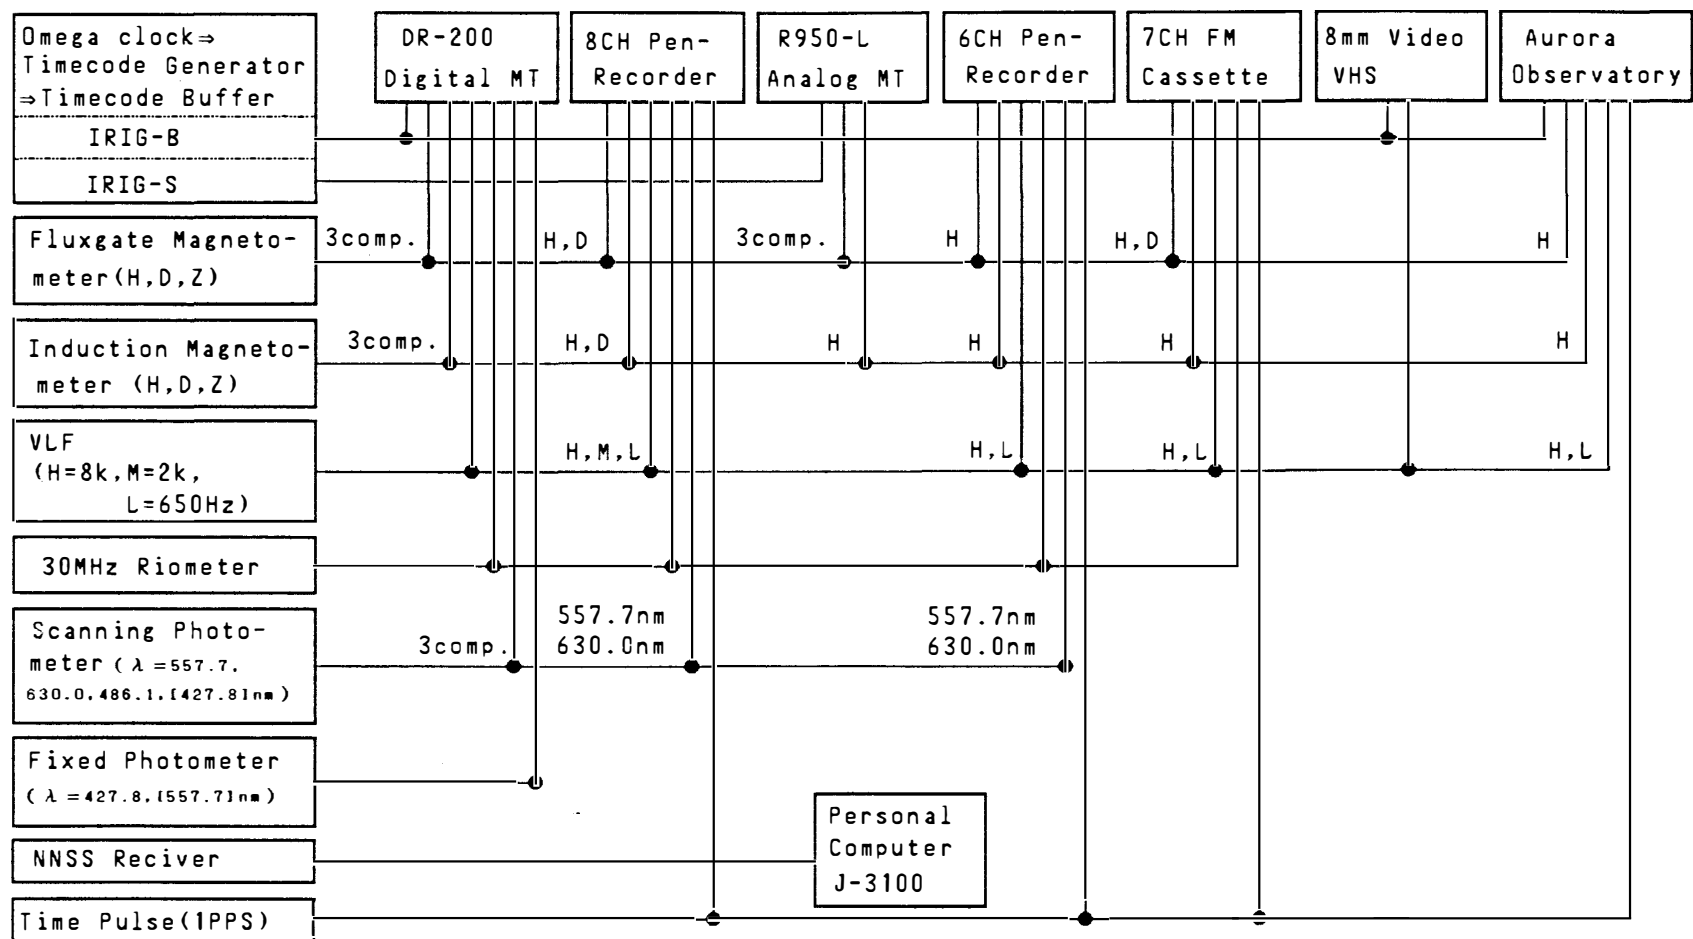 Omega clock⇒
Timecode Generator
⇒Timecode Buffer
IRIG-B
IRIG-S
DR-200
Digital MT
8CH Pen-
Recorder
R950-L
Analog MT
6CH Pen-
Recorder
7CH FM
Cassette
8mm Video
VHS
Aurora
Observatory
Fluxgate Magneto-
meter(H,D,Z)
3comp.
H,D
3comp.
H
H,D
H
Induction Magneto-
meter (H,D,Z)
3comp.
H,D
H
H
H
H
VLF
(H=8k,M=2k,
L=650Hz)
H,M,L
H,L
H,L
H,L
30MHz Riometer
Scanning Photo-
meter (λ=557.7,
630.0,486.1,[427.8]nm)
3comp.
557.7nm
630.0nm
557.7nm
630.0nm
Fixed Photometer
(λ=427.8,[557.7]nm)
NNSS Reciver
Personal
Computer
J-3100
Time Pulse(1PPS)